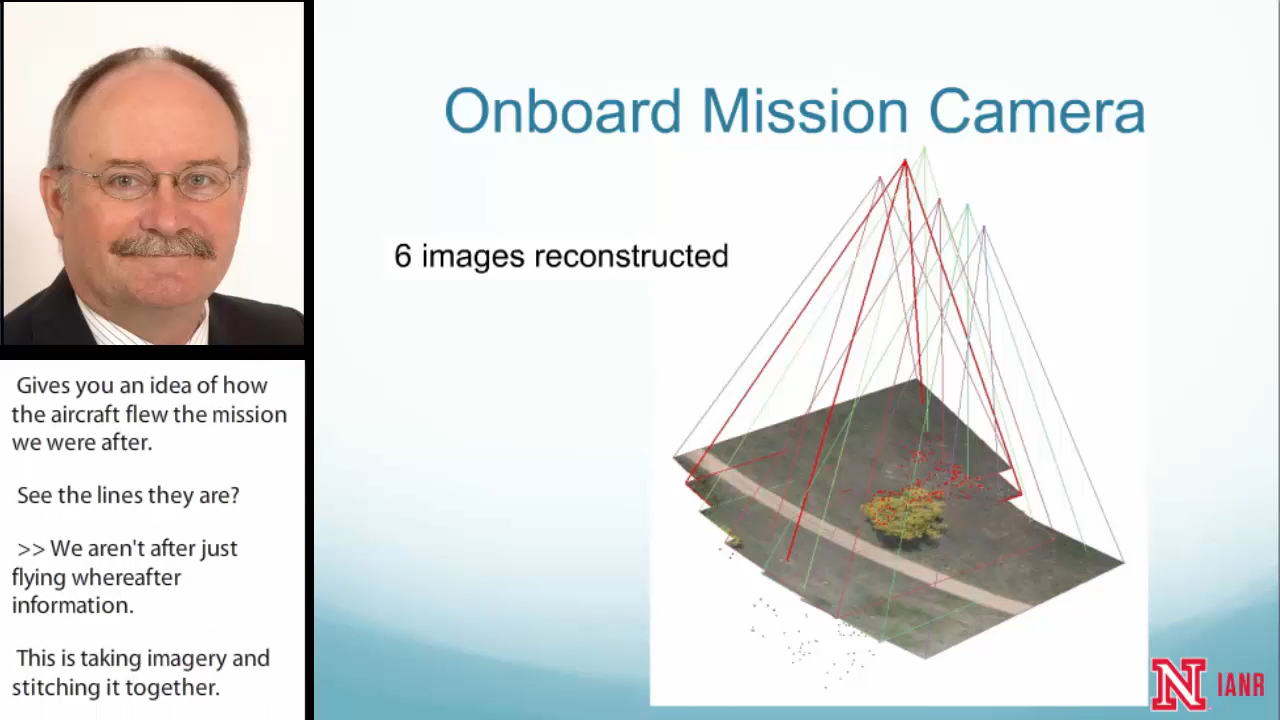 Onboard Mission Camera
6 images reconstructed
Gives you an idea of how
the aircraft flew the mission
we were after.
See the lines they are?
>> We aren't after just
flying whereafter
information.
This is taking imagery and
stitching it together.
N IANR